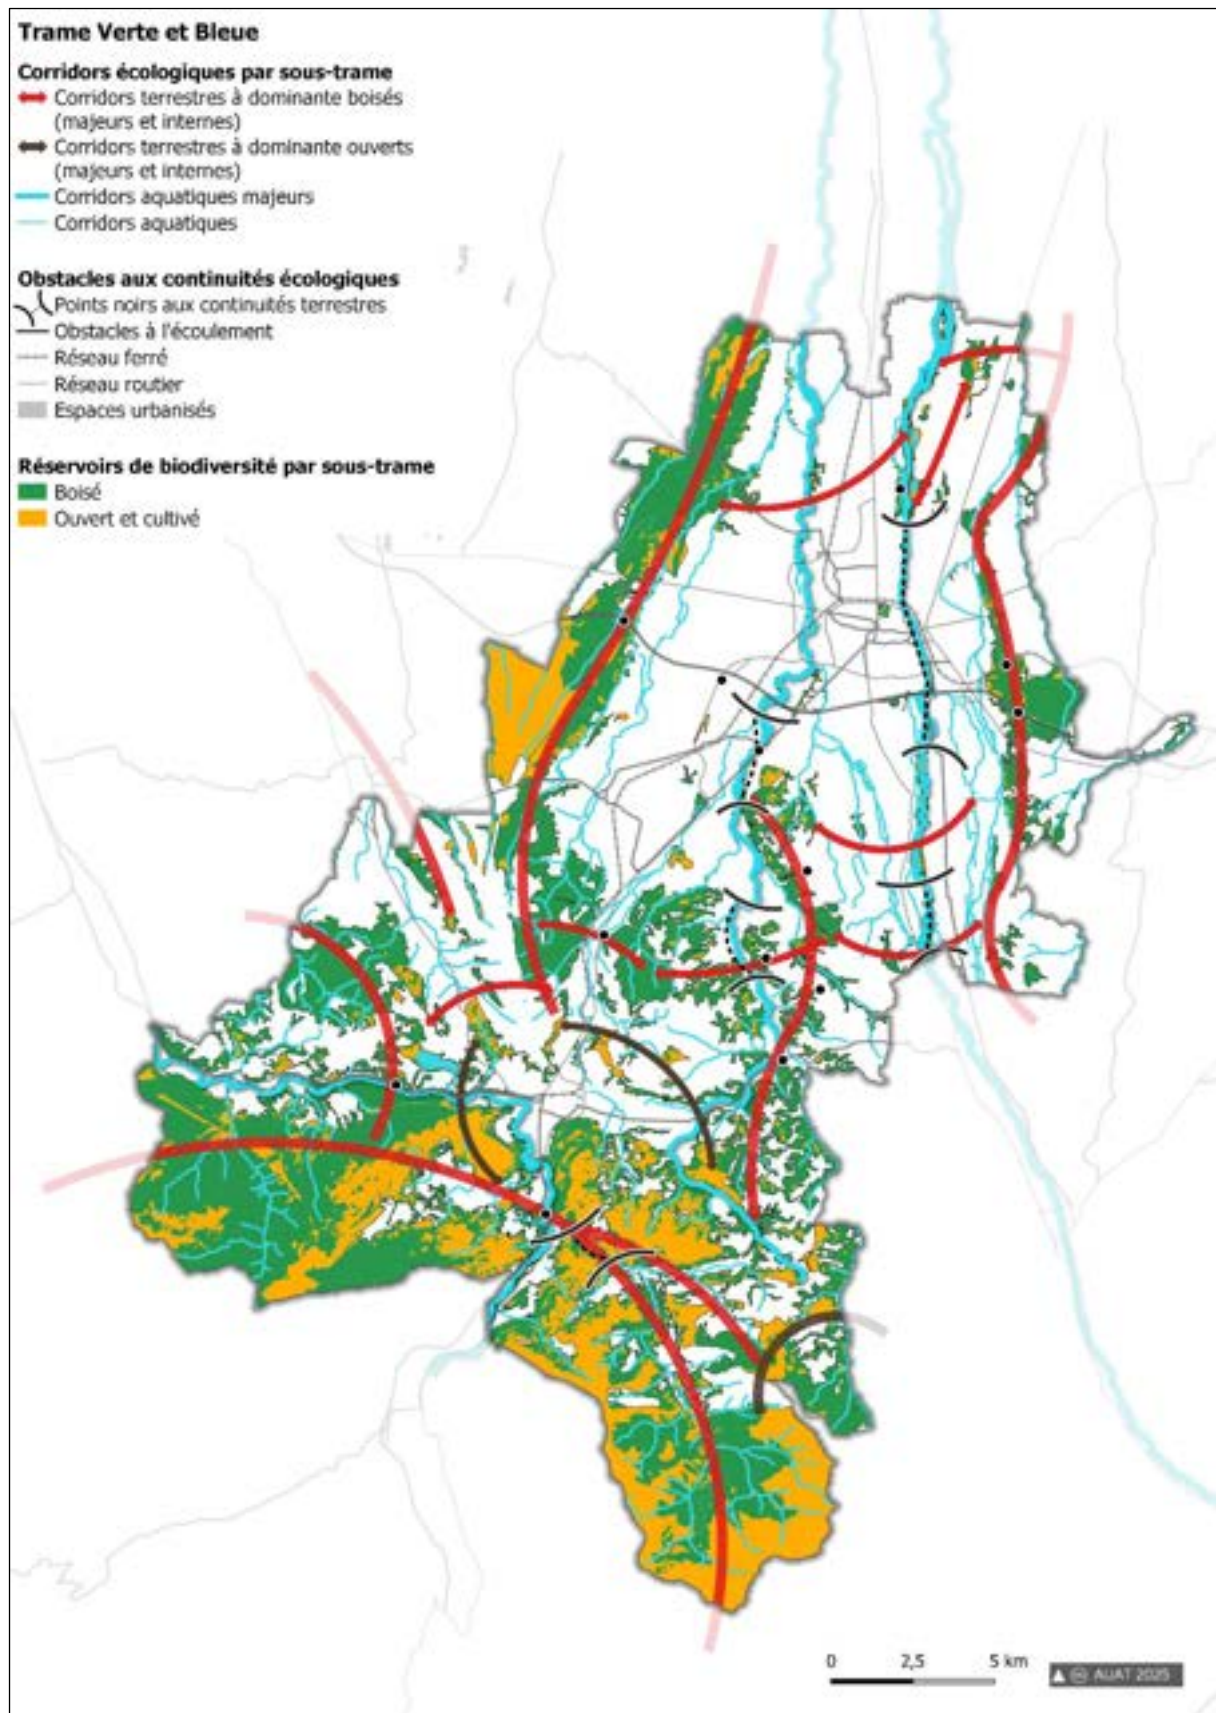 Trame Verte et Bleue
Corridors écologiques par sous-trame
Corridors terrestres à dominante boisés
(majeurs et internes)
Corridors terrestres à dominante ouverts
(majeurs et internes)
Corridors aquatiques majeurs
Corridors aquatiques
Obstacles aux continuités écologiques
Points noirs aux continuités terrestres
Obstacles à l'écoulement
Réseau ferré
Réseau routier
Espaces urbanisés
Réservoirs de biodiversité par sous-trame
Boisé
Ouvert et cultivé
0 2,5 5 km
AUAT 2025